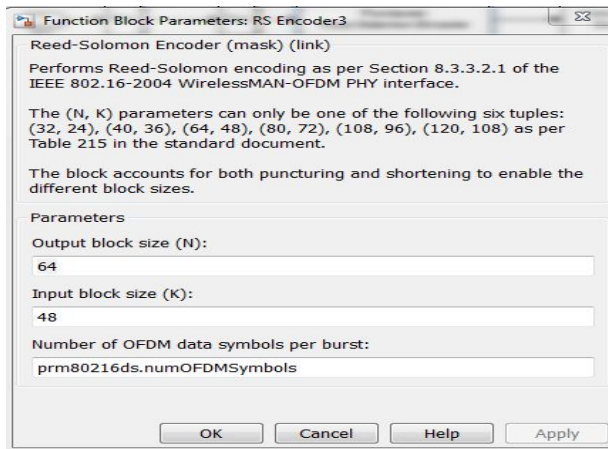 Function Block Parameters: RS Encoder3
Reed-Solomon Encoder (mask) (link)
Performs Reed-Solomon encoding as per Section 8.3.3.2.1 of the
IEEE 802.16-2004 WirelessMAN-OFDM PHY interface.
The (N, K) parameters can only be one of the following six tuples:
(32, 24), (40, 36), (64, 48), (80, 72), (108, 96), (120, 108) as per
Table 215 in the standard document.
The block accounts for both puncturing and shortening to enable the
different block sizes.
Parameters
Output block size (N):
64
Input block size (K):
48
Number of OFDM data symbols per burst:
prm80216ds.numOFDMSymbols
OK Cancel Help Apply